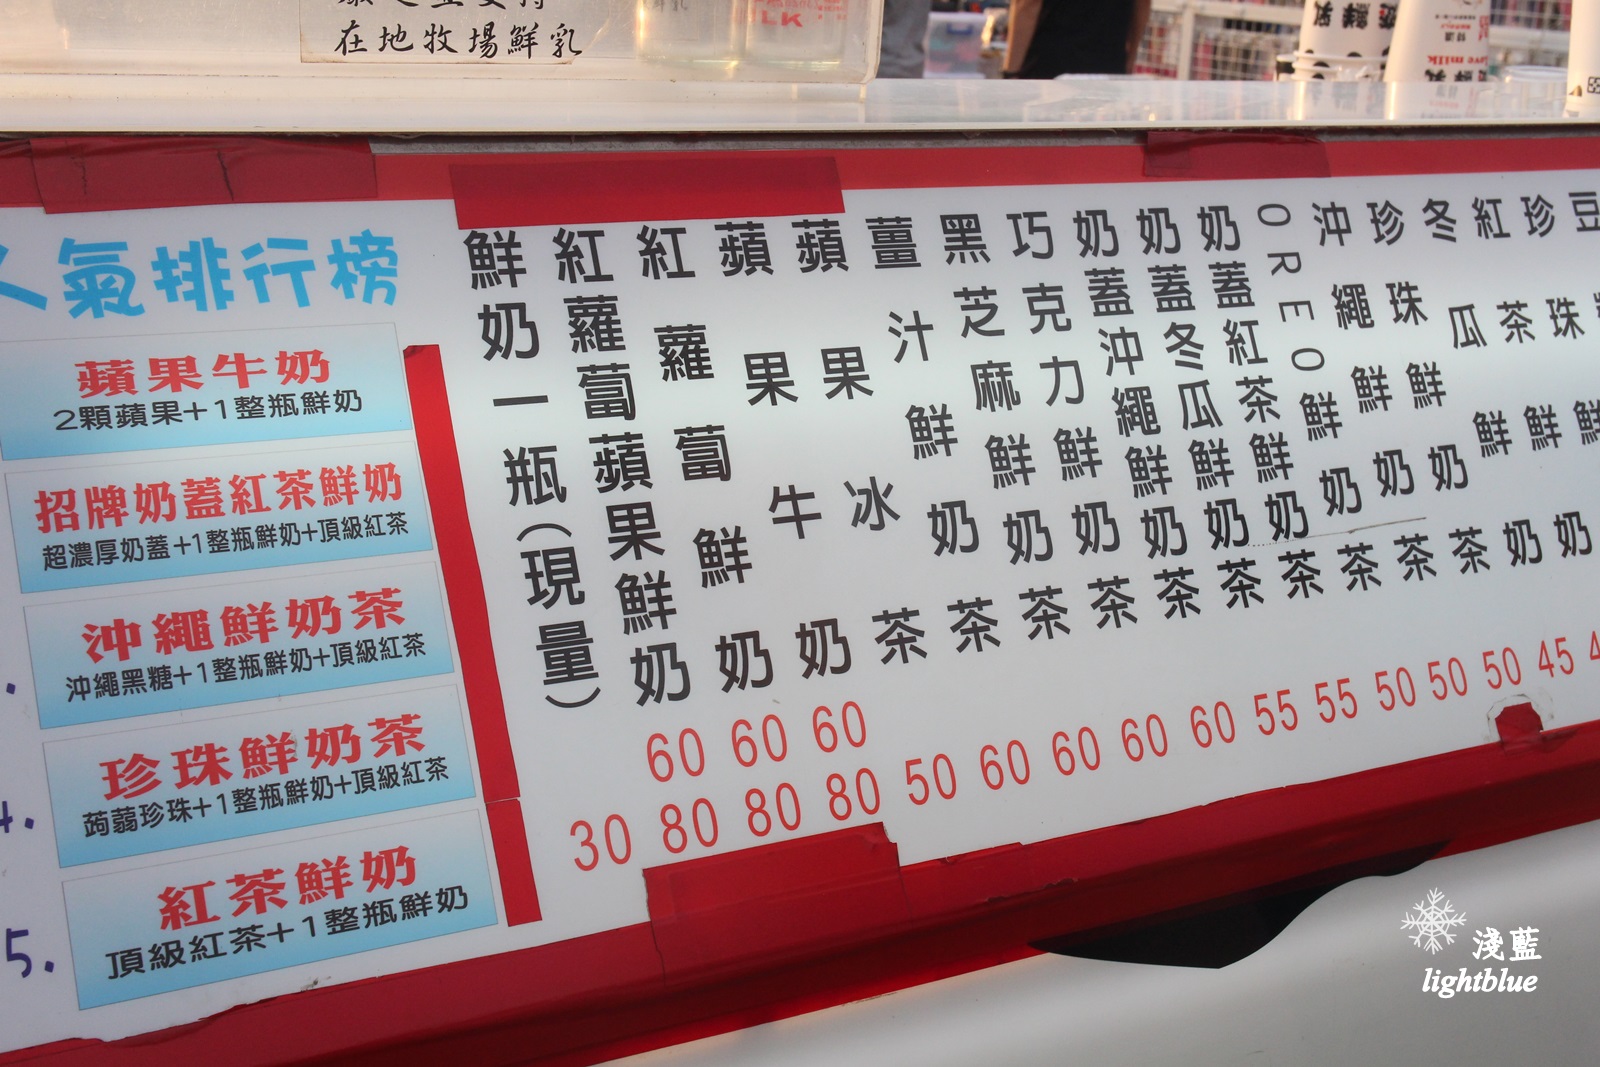 在地牧場鮮乳
氣排行榜
蘋果牛奶
2顆蘋果+1整瓶鮮奶
招牌奶蓋紅茶鮮奶
超濃厚奶蓋+1整瓶鮮奶+頂級紅茶
沖繩鮮奶茶
沖繩黑糖+1整瓶鮮奶+頂級紅茶
4.
珍珠鮮奶茶
蒟蒻珍珠+1整瓶鮮奶+頂級紅茶
5.
紅茶鮮奶
頂級紅茶+1整瓶鮮奶
鮮奶一瓶(現量) 30
紅蘿蔔蘋果鮮奶 60 80
紅蘿蔔鮮奶 60 80
蘋果牛奶 60 80
蘋果冰茶 50
薑汁鮮奶茶 60
黑芝麻鮮奶茶 60
巧克力鮮奶茶 60
奶蓋沖繩鮮奶茶 60
奶蓋冬瓜鮮奶茶 55
奶蓋紅茶鮮奶茶 55
OREO鮮奶茶 50
沖繩鮮奶茶 50
珍珠鮮奶茶 50
冬瓜鮮奶 45
紅茶鮮奶
珍珠鮮
豆
淺藍
lightblue